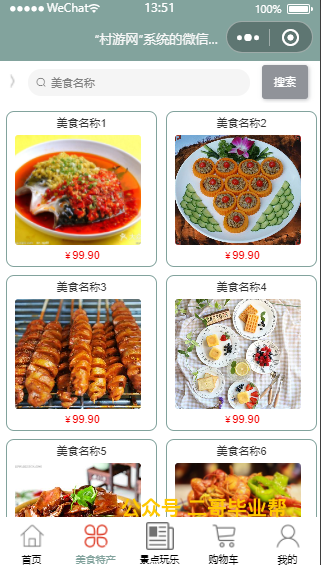 WeChat
13:51
100%
“村游网”系统的微信...
美食名称
搜索
美食名称1
美食名称2
¥99.90
¥99.90
美食名称3
美食名称4
¥99.90
¥99.90
美食名称5
美食名称6
公众号：二哥毕业帮
首页
美食特产
景点玩乐
购物车
我的